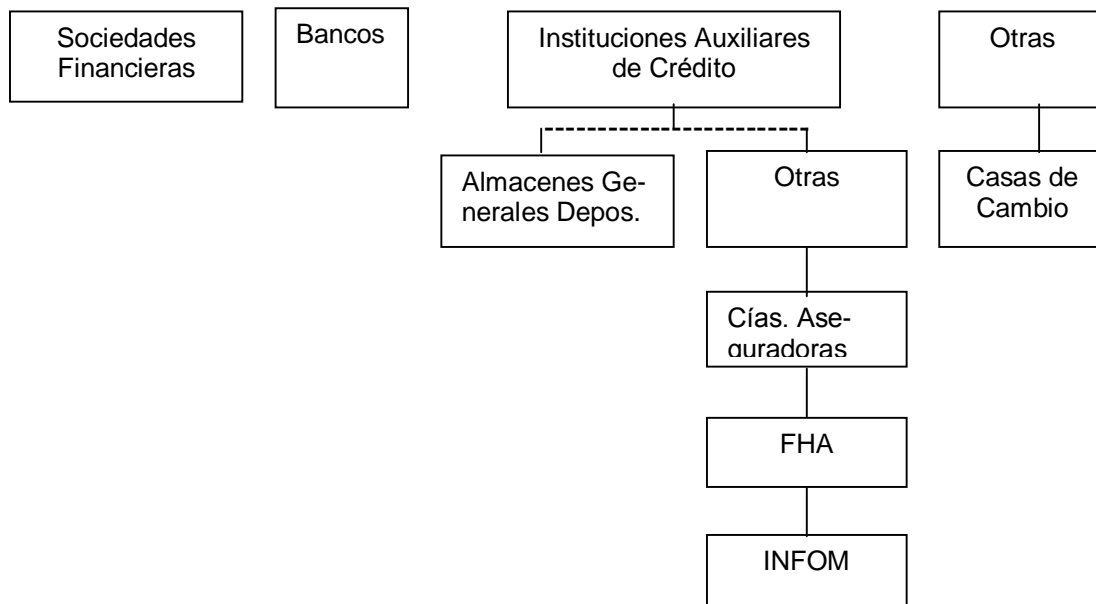 Sociedades
Financieras
Bancos
Instituciones Auxiliares
de Crédito
Otras
Almacenes Ge-
nerales Depos.
Otras
Casas de
Cambio
Cías. Ase-
guradoras
FHA
INFOM